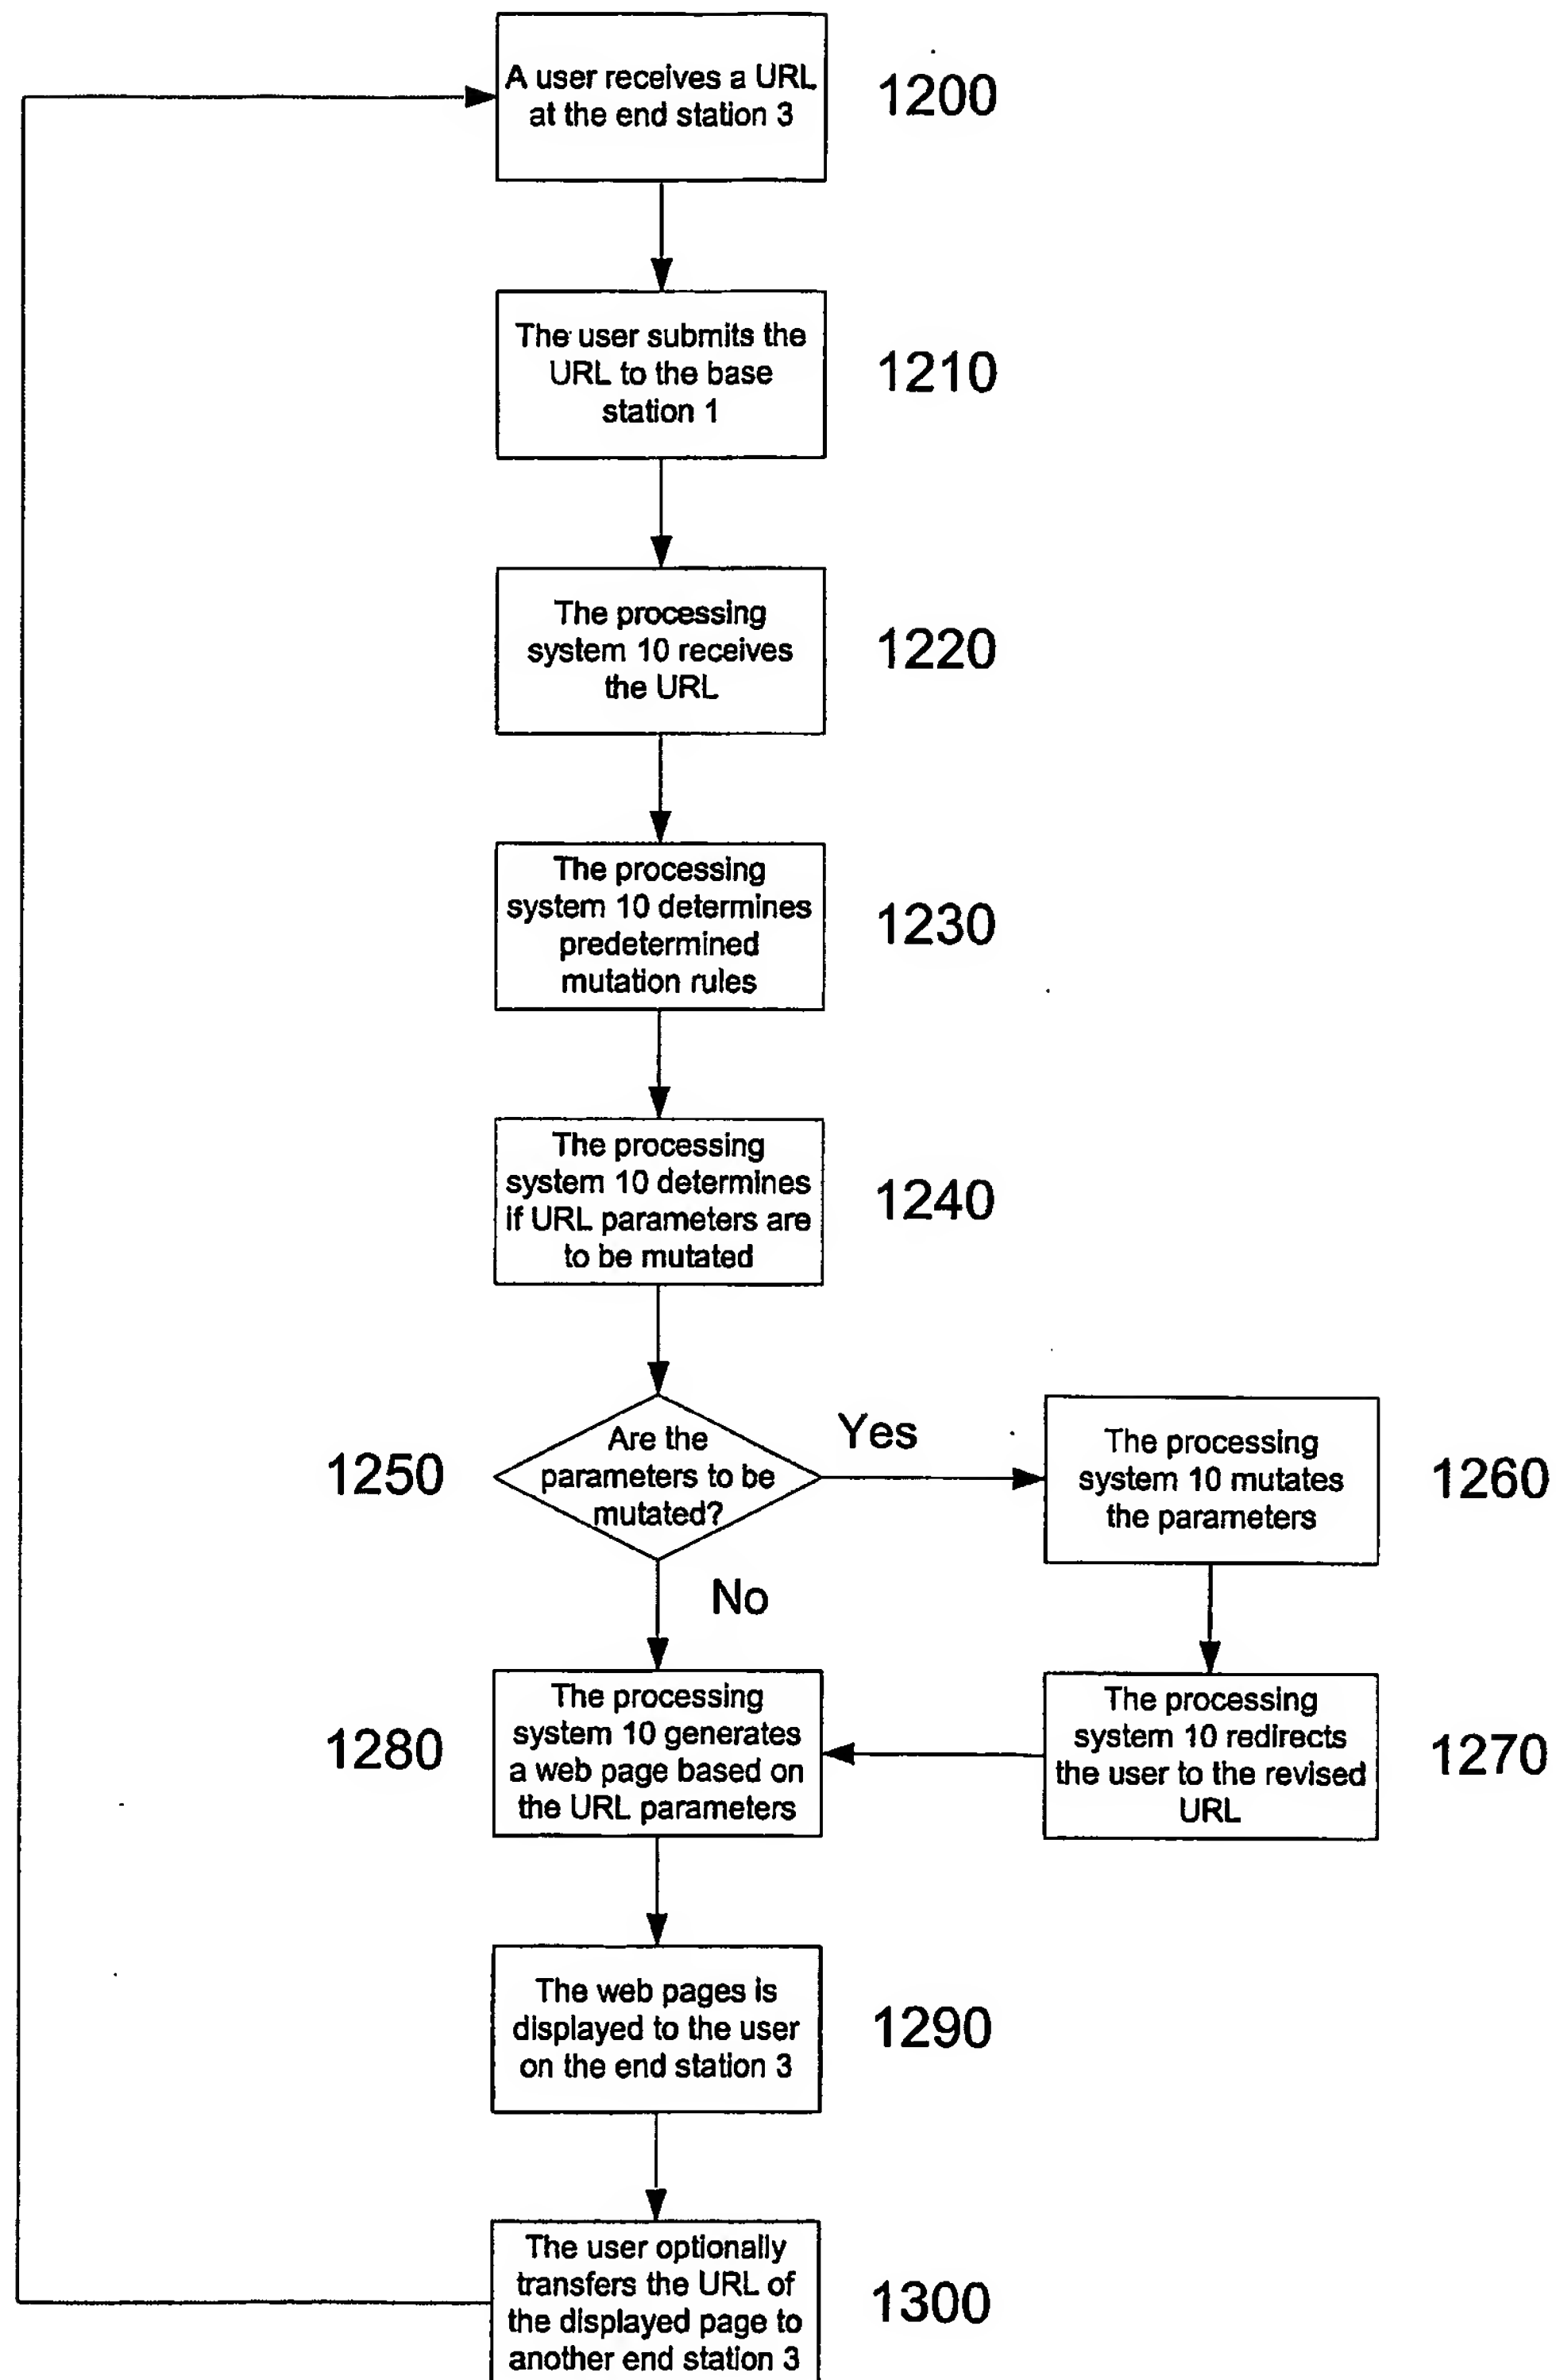 A user receives a URL
at the end station 3
1200
The user submits the
URL to the base
station 1
1210
The processing
system 10 receives
the URL
1220
The processing
system 10 determines
predetermined
mutation rules
1230
The processing
system 10 determines
if URL parameters are
to be mutated
1240
1250
Are the
parameters to be
mutated?
Yes
No
The processing
system 10 mutates
the parameters
1260
The processing
system 10 redirects
the user to the revised
URL
1270
1280
The processing
system 10 generates
a web page based on
the URL parameters
The web pages is
displayed to the user
on the end station 3
1290
The user optionally
transfers the URL of
the displayed page to
another end station 3
1300